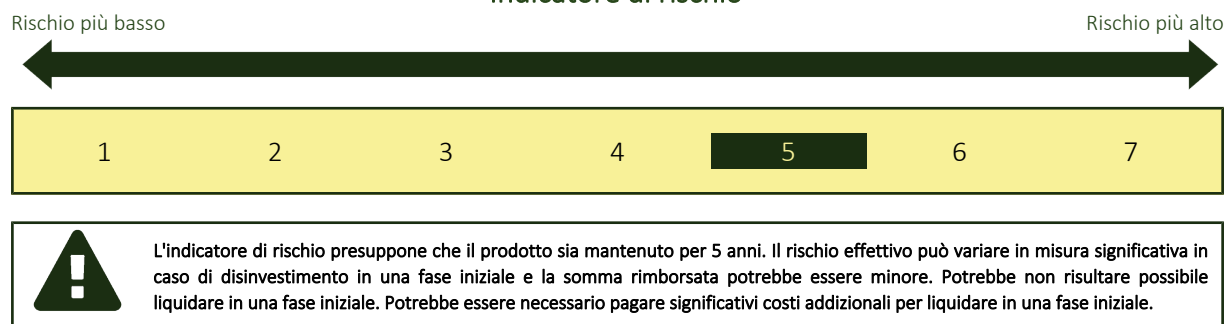 Indicatore di rischio
Rischio più basso
Rischio più alto
1 2 3 4 5 6 7
L'indicatore di rischio presuppone che il prodotto sia mantenuto per 5 anni. Il rischio effettivo può variare in misura significativa in
caso di disinvestimento in una fase iniziale e la somma rimborsata potrebbe essere minore. Potrebbe non risultare possibile
liquidare in una fase iniziale. Potrebbe essere necessario pagare significativi costi addizionali per liquidare in una fase iniziale.